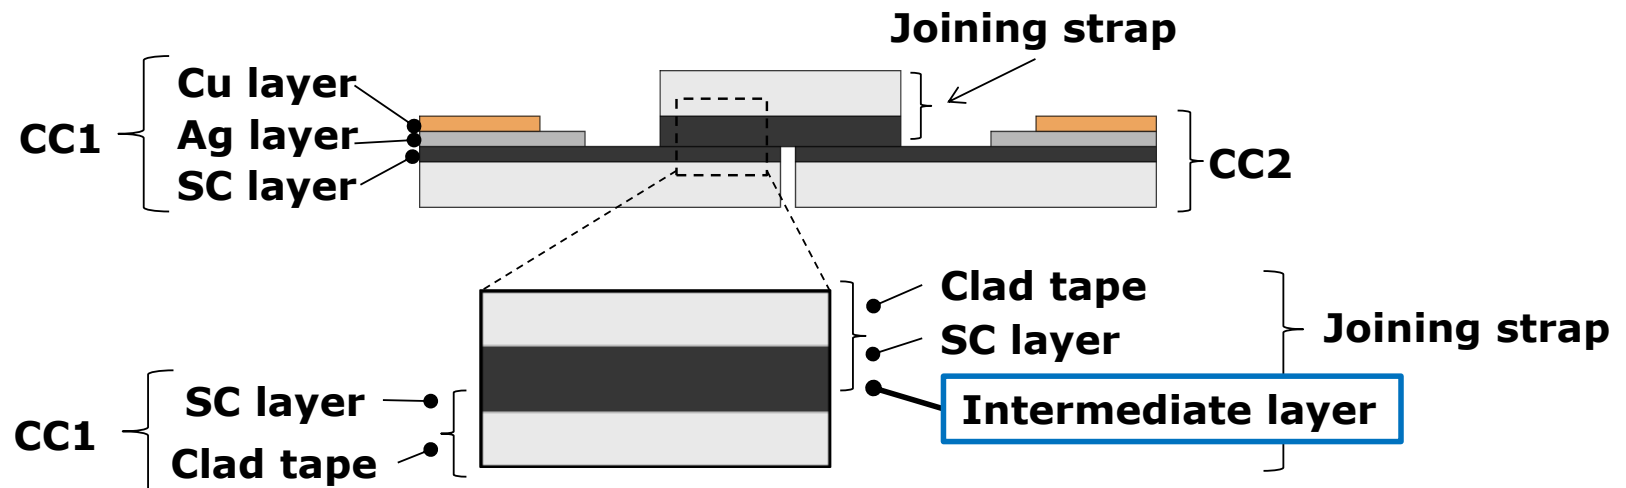 Joining strap
Cu layer
Ag layer
SC layer
CC1
CC2
Clad tape
SC layer
Intermediate layer
Joining strap
SC layer
Clad tape
CC1